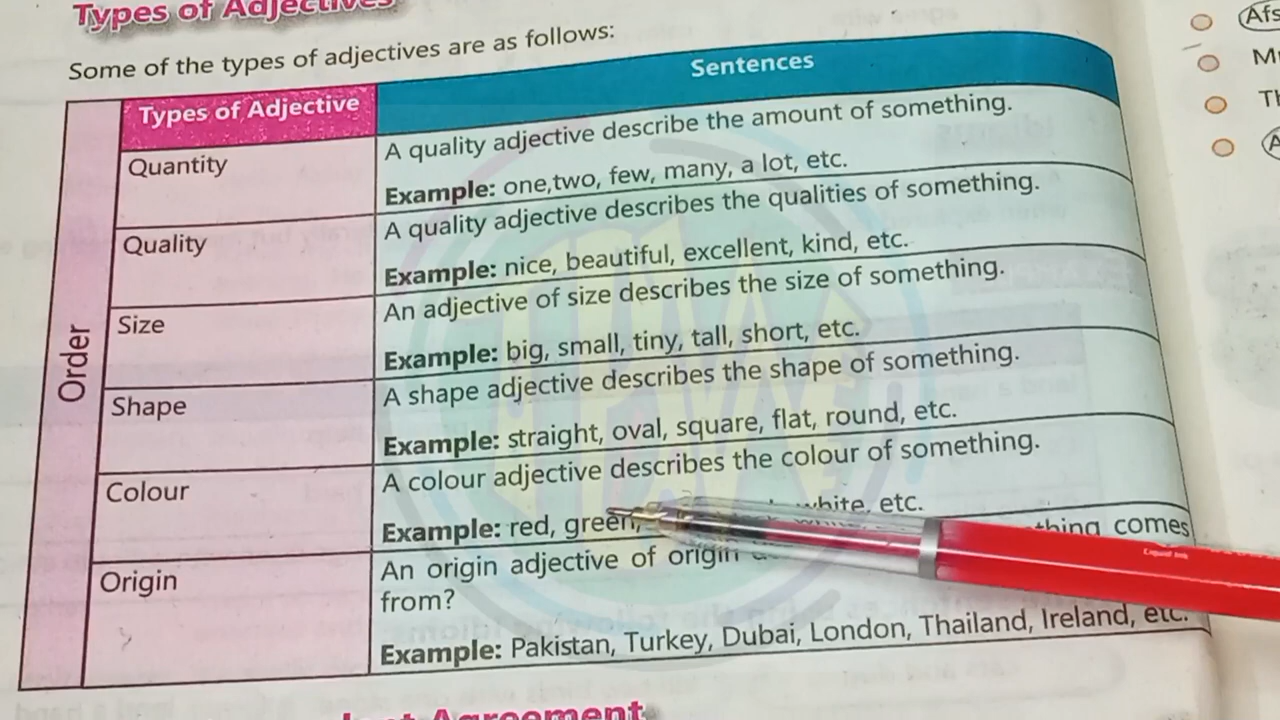 Types of Adjectives
Some of the types of adjectives are as follows:
Order
Types of Adjective
Sentences
Quantity
A quality adjective describe the amount of something.
Example: one,two, few, many, a lot, etc.
Quality
A quality adjective describes the qualities of something.
Example: nice, beautiful, excellent, kind, etc.
Size
An adjective of size describes the size of something.
Example: big, small, tiny, tall, short, etc.
Shape
A shape adjective describes the shape of something.
Example: straight, oval, square, flat, round, etc.
Colour
A colour adjective describes the colour of something.
Example: red, green, white, etc.
Origin
An origin adjective of origin thing comes
from?
Example: Pakistan, Turkey, Dubai, London, Thailand, Ireland, etc.
Agreement
Afs